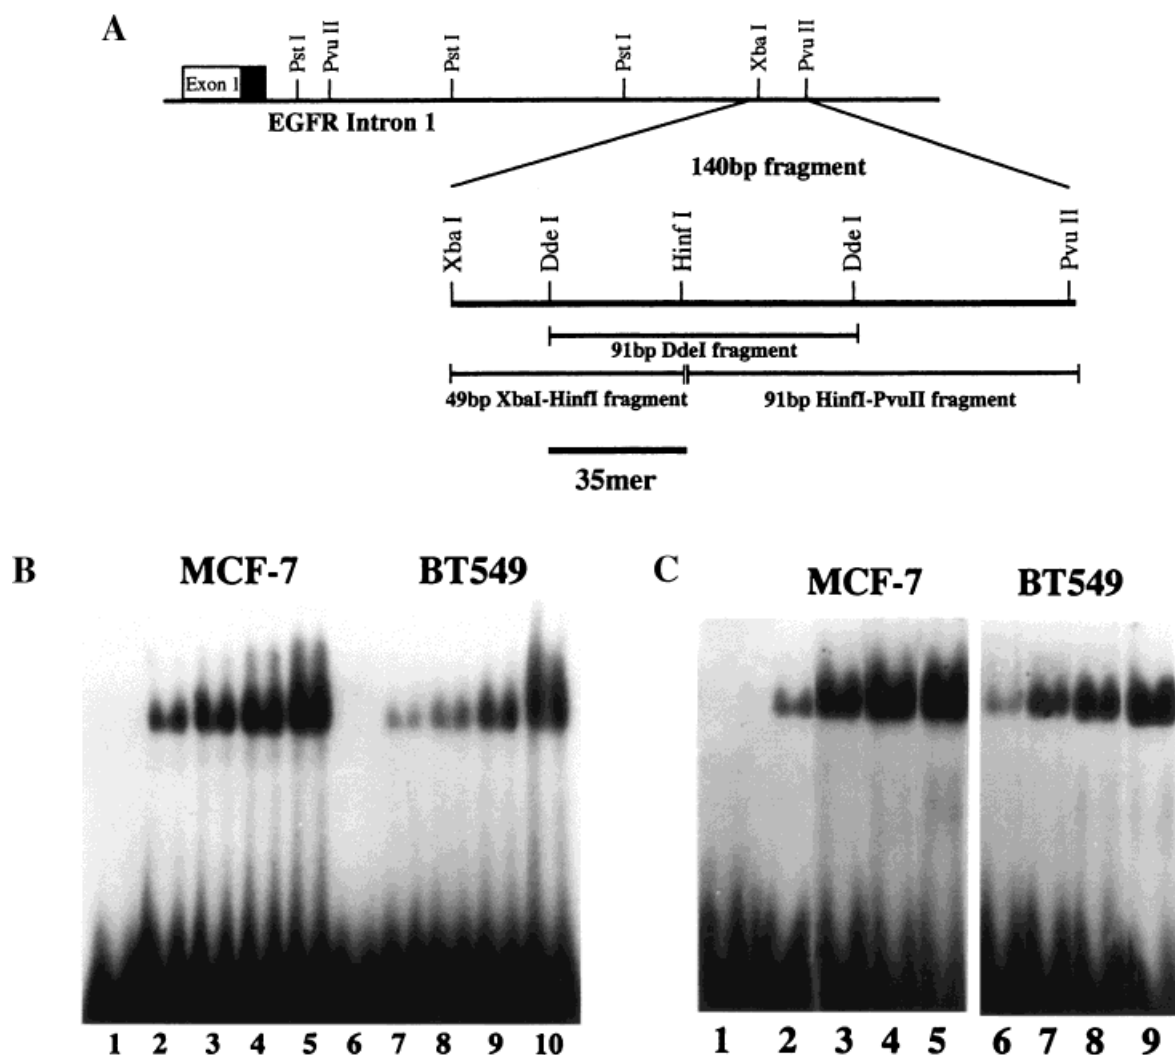 A
Pst I
Pvu II
Pst I
Pst I
Xba I
Pvu II
Exon 1
EGFR Intron 1
140bp fragment
Xba I
Dde I
Hinf I
Dde I
Pvu II
91bp DdeI fragment
49bp XbaI-HinfI fragment
91bp HinfI-PvuII fragment
35mer
B
MCF-7
BT549
1 2 3 4 5 6 7 8 9 10
C
MCF-7
BT549
1 2 3 4 5 6 7 8 9